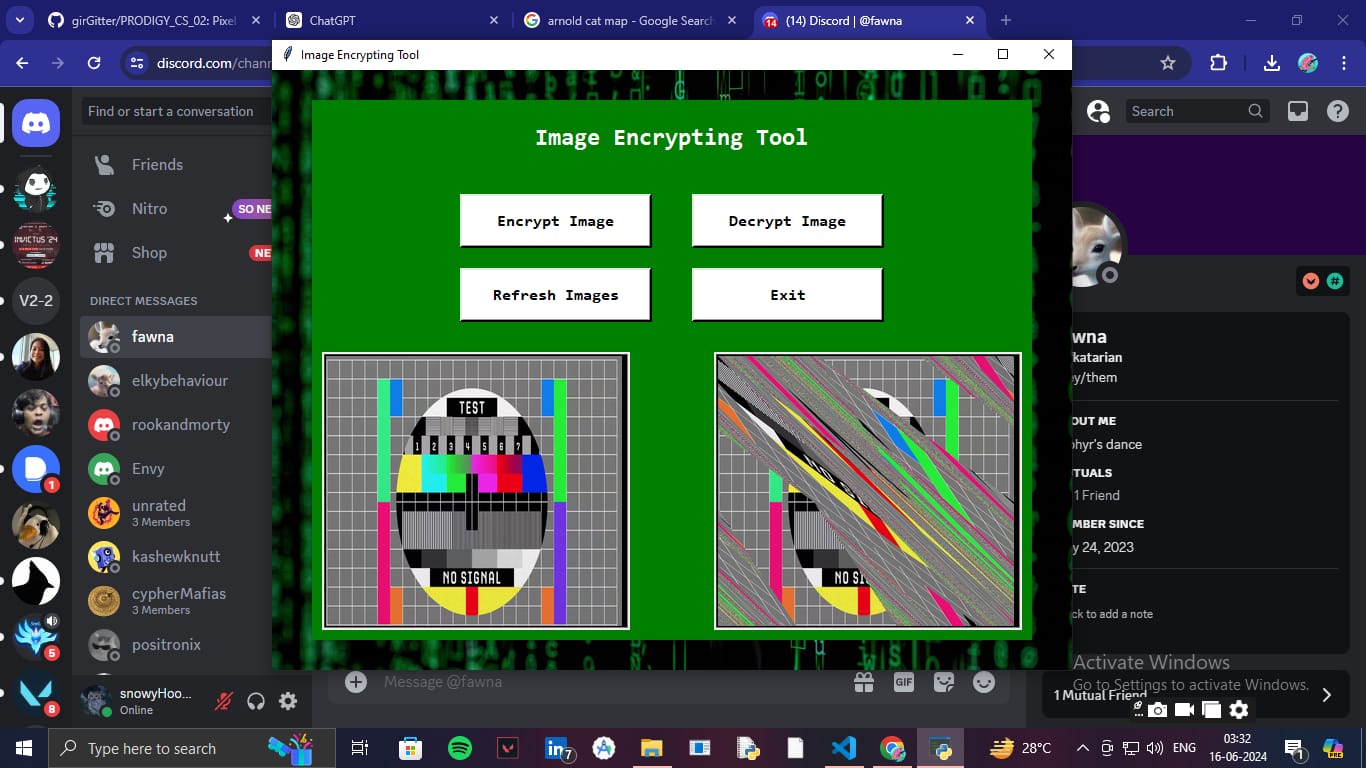 girGitter/PRODIGY_CS_02: Pixel
ChatGPT
arnold cat map - Google Search
(14) Discord | @fawna
14
discord.com/chann
Image Encrypting Tool
Find or start a conversation
Search
Friends
Nitro
SO NE
Shop
NE
DIRECT MESSAGES
fawna
elkybehaviour
rookandmorty
Envy
unrated
3 Members
kashewknutt
cypherMafias
3 Members
positronix
INVICTUS '24
V2-2
1
5
8
snowyHoo...
Online
Image Encrypting Tool
Encrypt Image
Decrypt Image
Refresh Images
Exit
TEST
1 2 3 4 5 6 7
NO SIGNAL
NO SI
Message @fawna
GIF
wna
katarian
ey/them
OUT ME
phyr's dance
TUALS
1 Friend
MBER SINCE
y 24, 2023
TE
ck to add a note
Activate Windows
Go to Settings to activate Windows.
1 Mutual Friend
Type here to search
7
28°C
ENG
03:32
16-06-2024
1
PRE